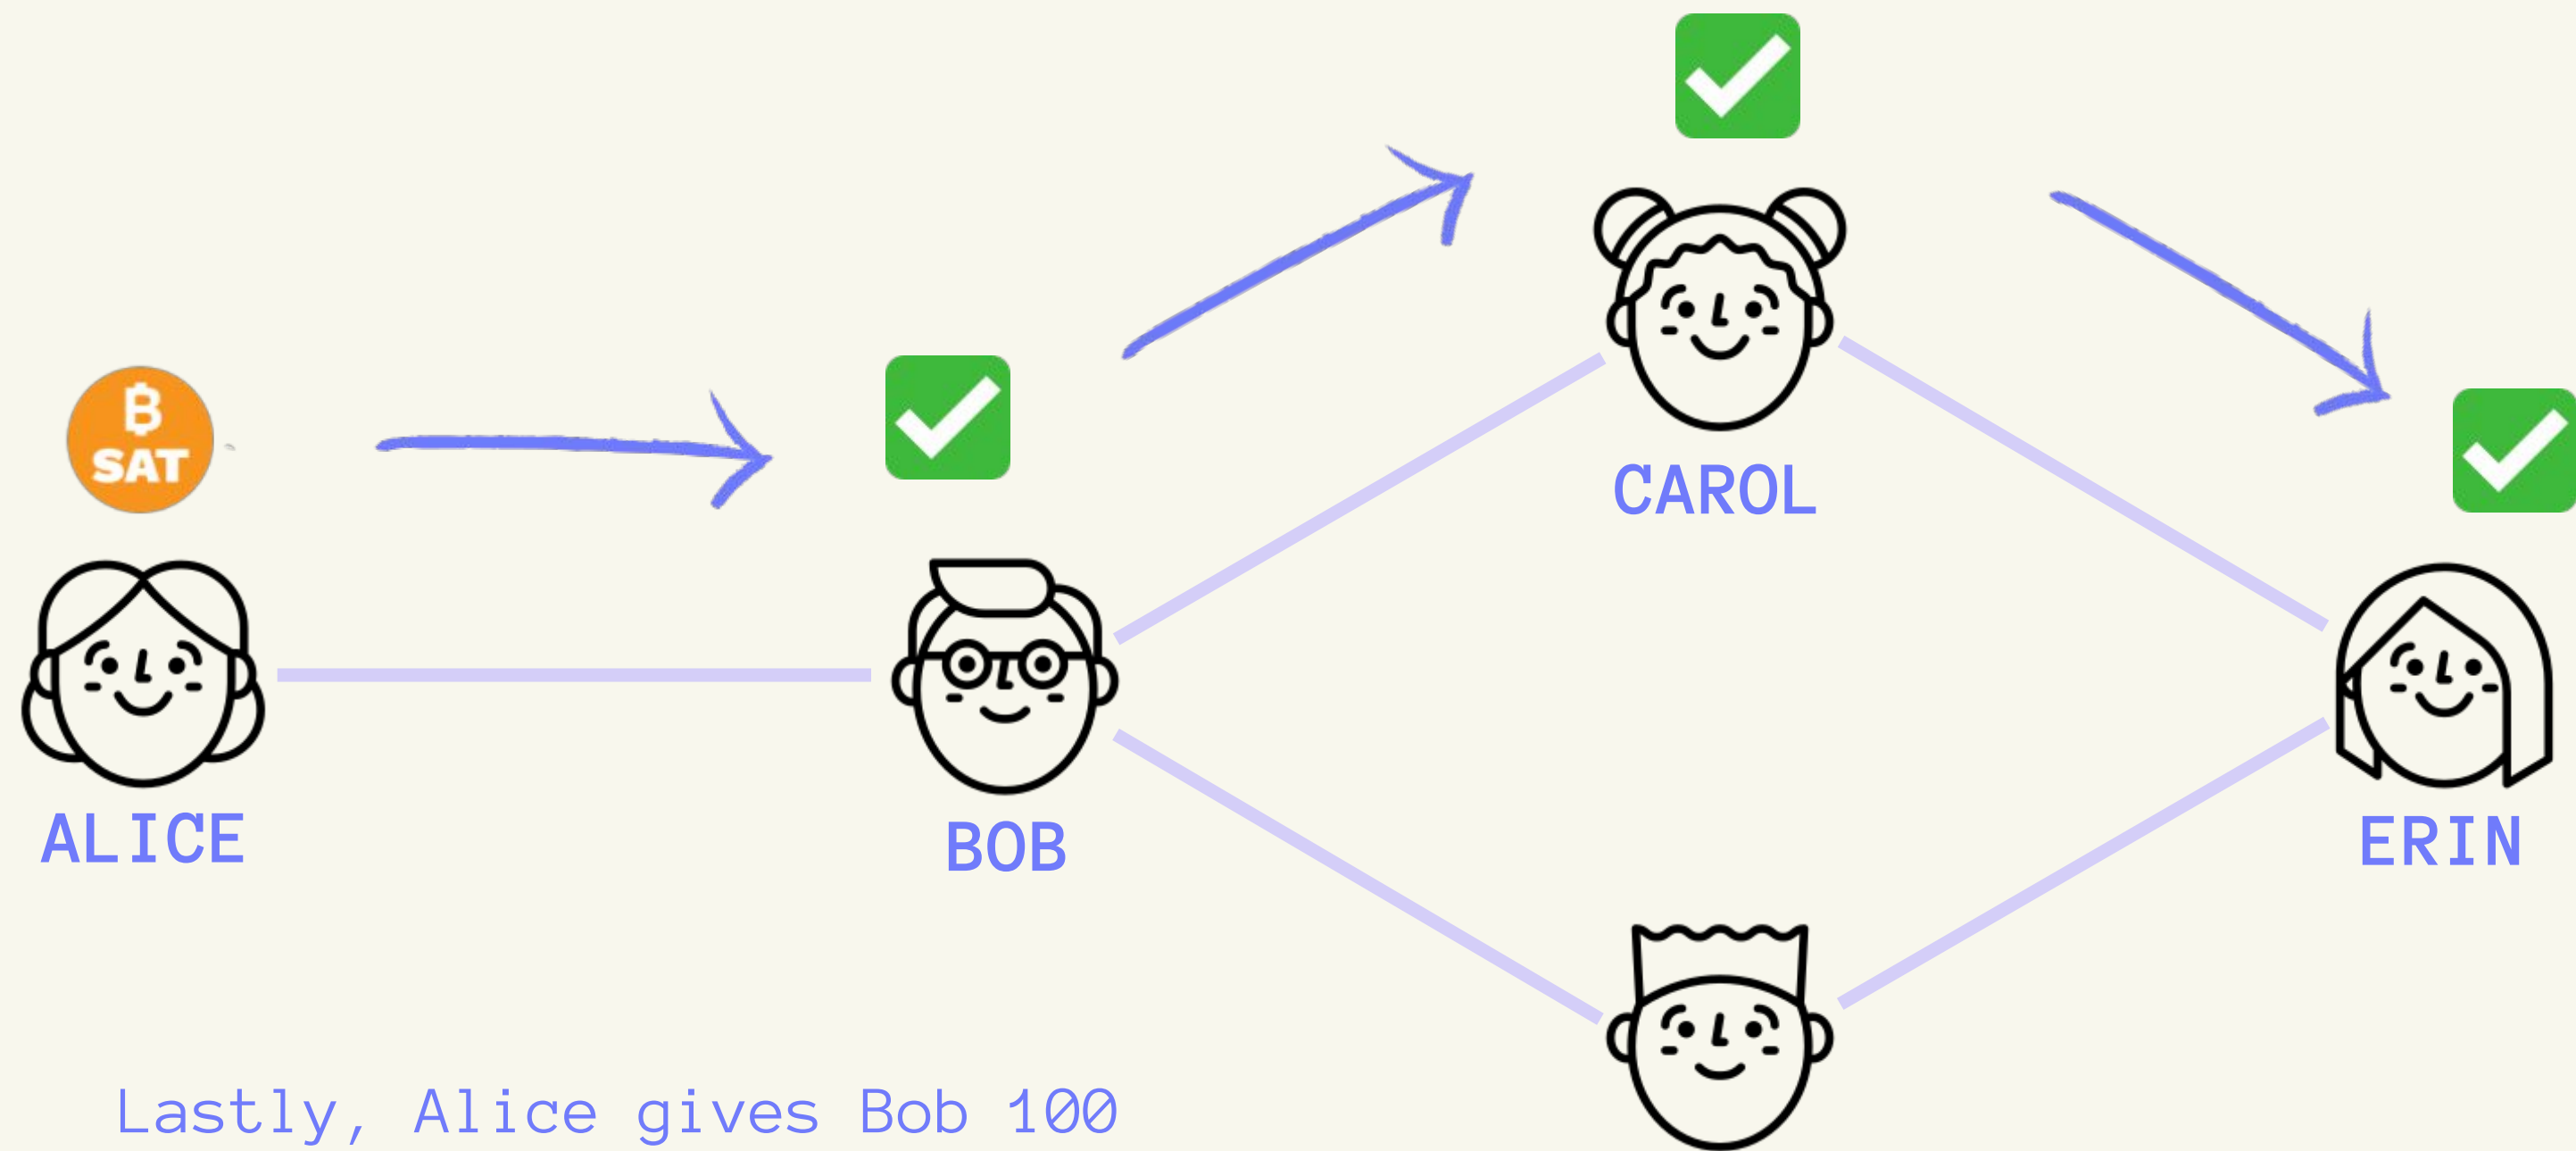 ₿
SAT
CAROL
ALICE
BOB
ERIN
Lastly, Alice gives Bob 100